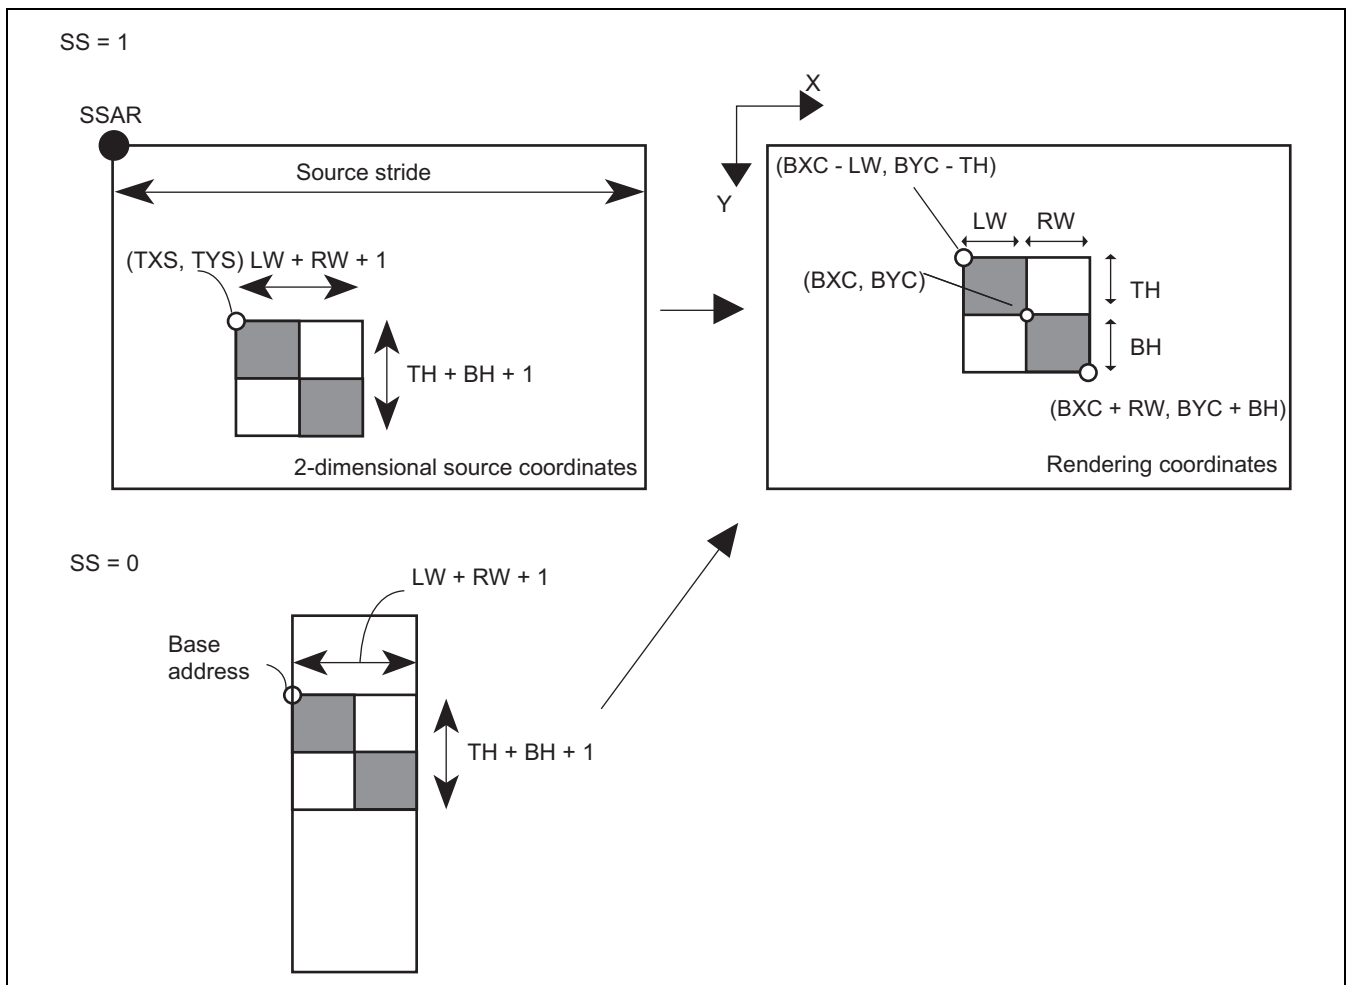 SS = 1
SSAR
Source stride
(TXS, TYS) LW + RW + 1
TH + BH + 1
2-dimensional source coordinates
X
Y
(BXC - LW, BYC - TH)
LW
RW
(BXC, BYC)
TH
BH
(BXC + RW, BYC + BH)
Rendering coordinates
SS = 0
LW + RW + 1
Base
address
TH + BH + 1